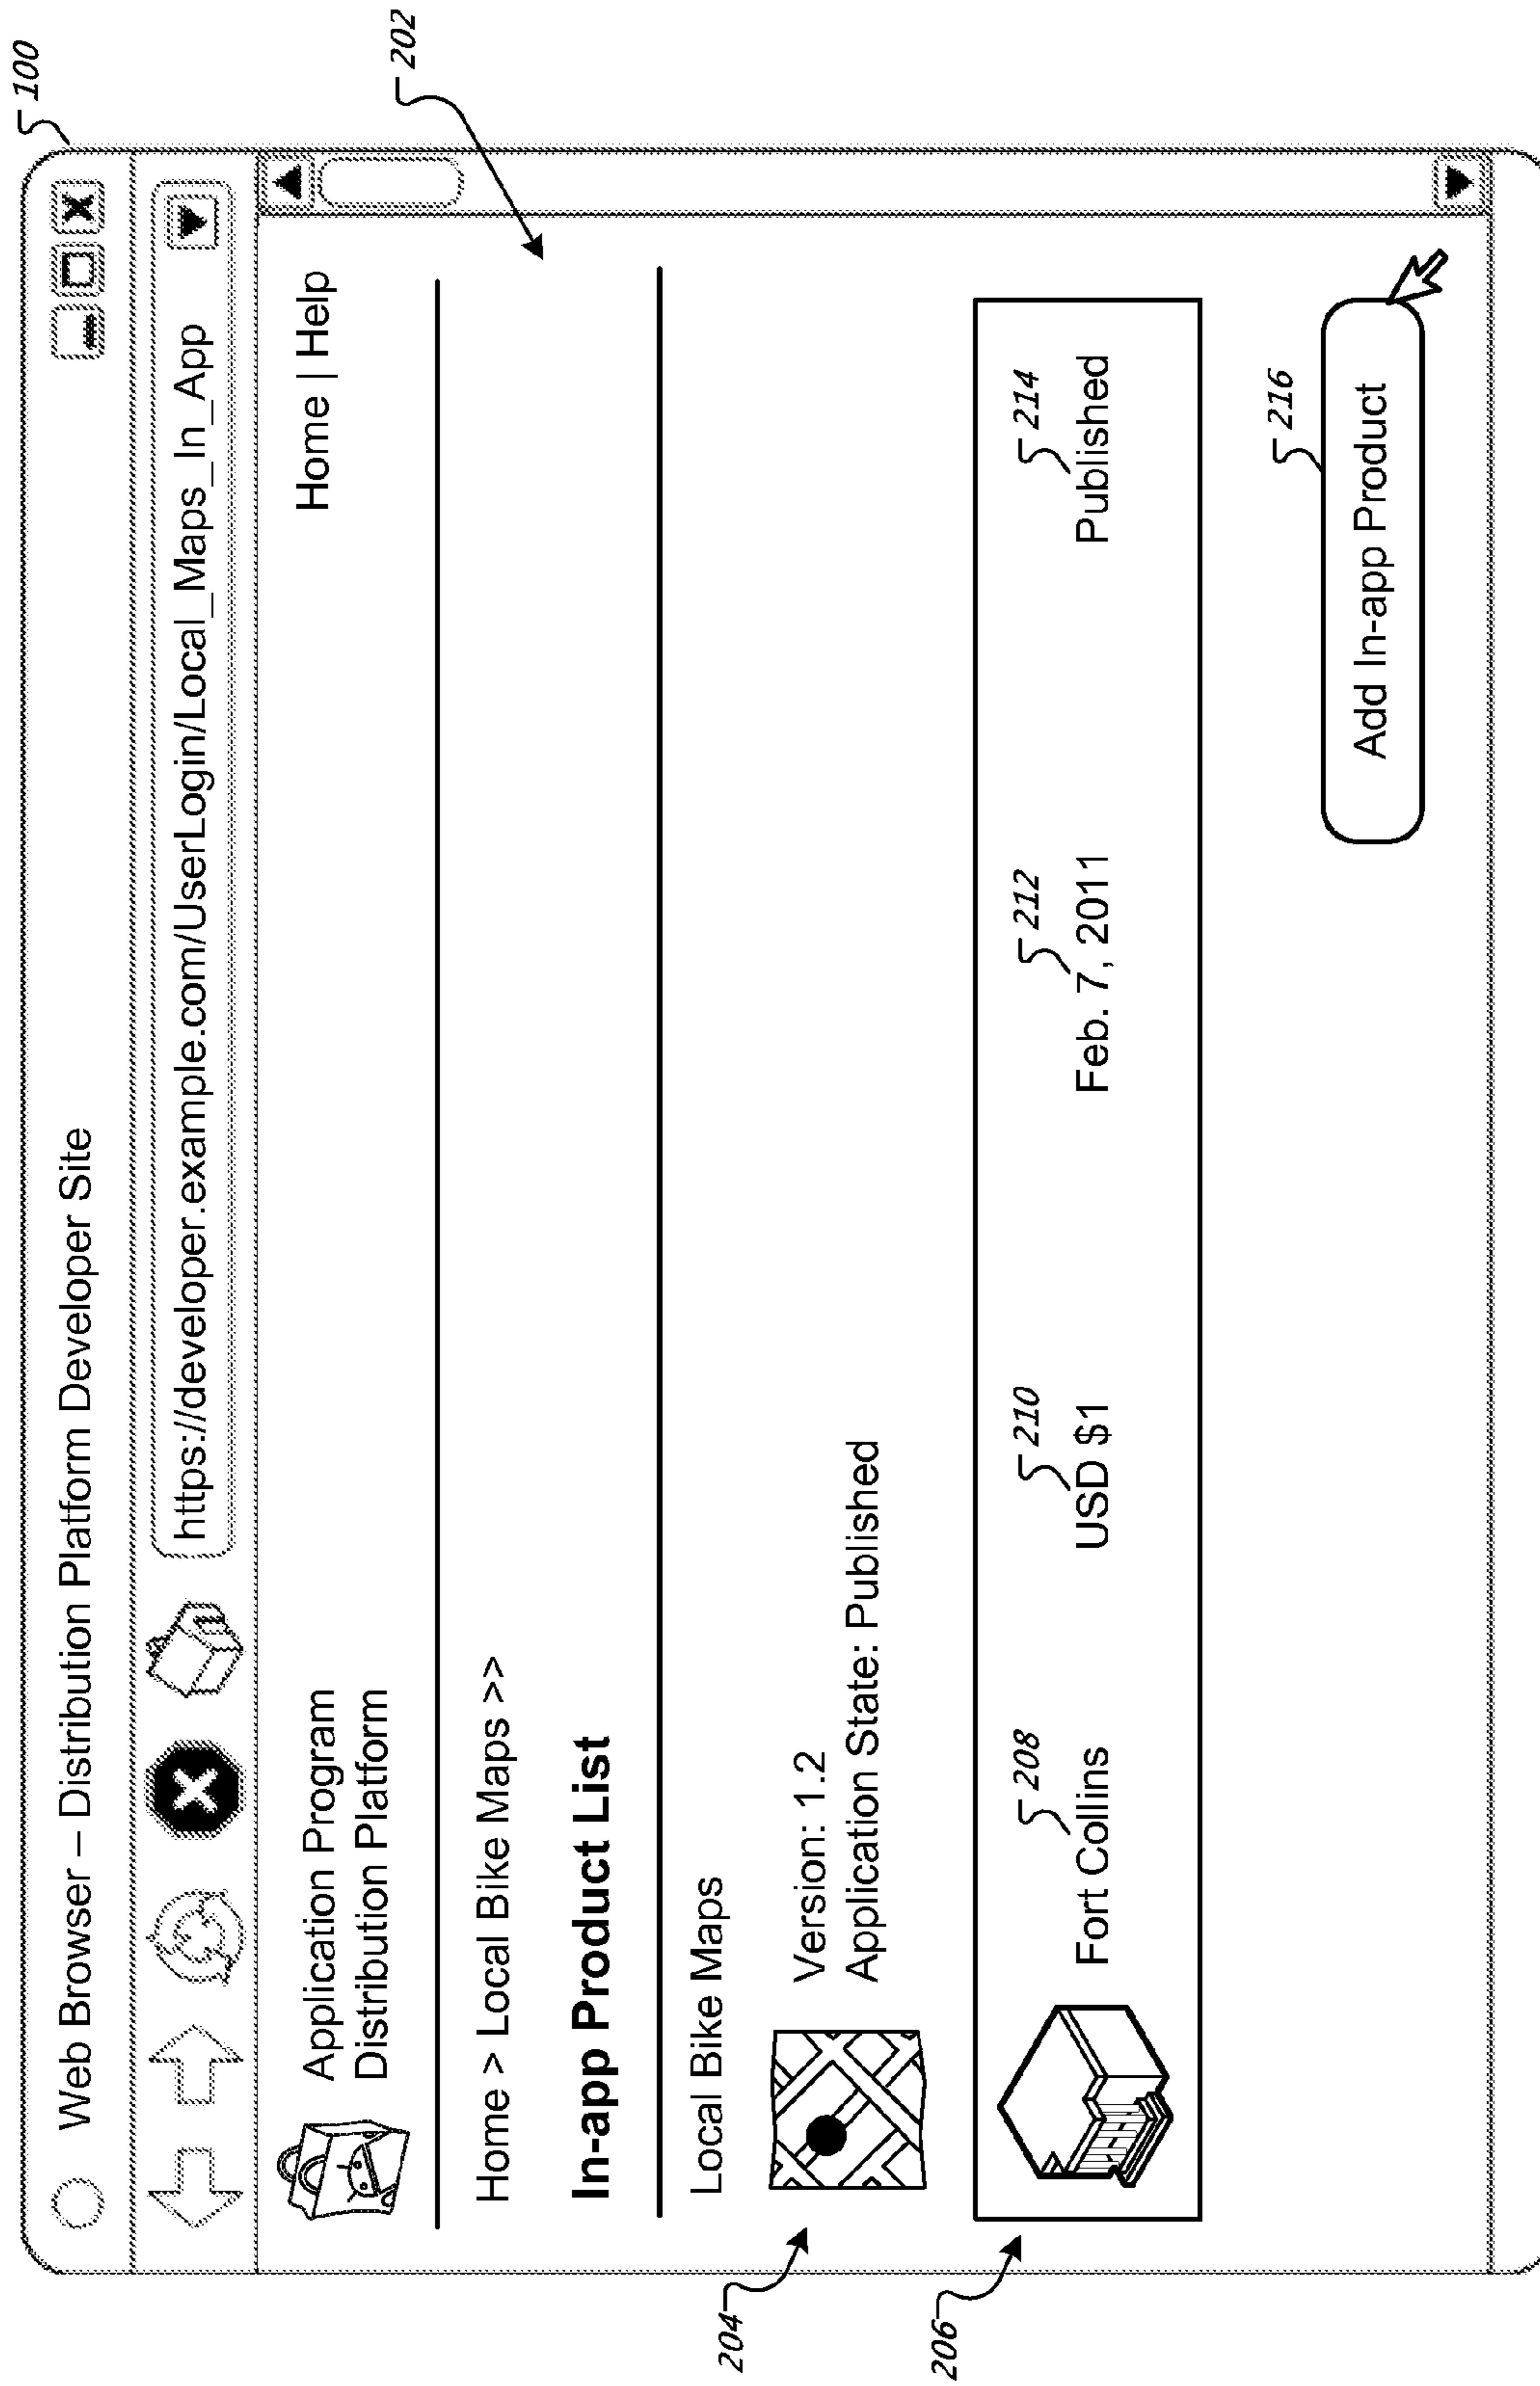 100
Web Browser – Distribution Platform Developer Site
https://developer.example.com/UserLogin/Local_Maps_In_App
Application Program
Distribution Platform
Home | Help
202
Home > Local Bike Maps >>
In-app Product List
Local Bike Maps
204
Version: 1.2
Application State: Published
206
208
210
212
214
Fort Collins
USD $1
Feb. 7, 2011
Published
216
Add In-app Product